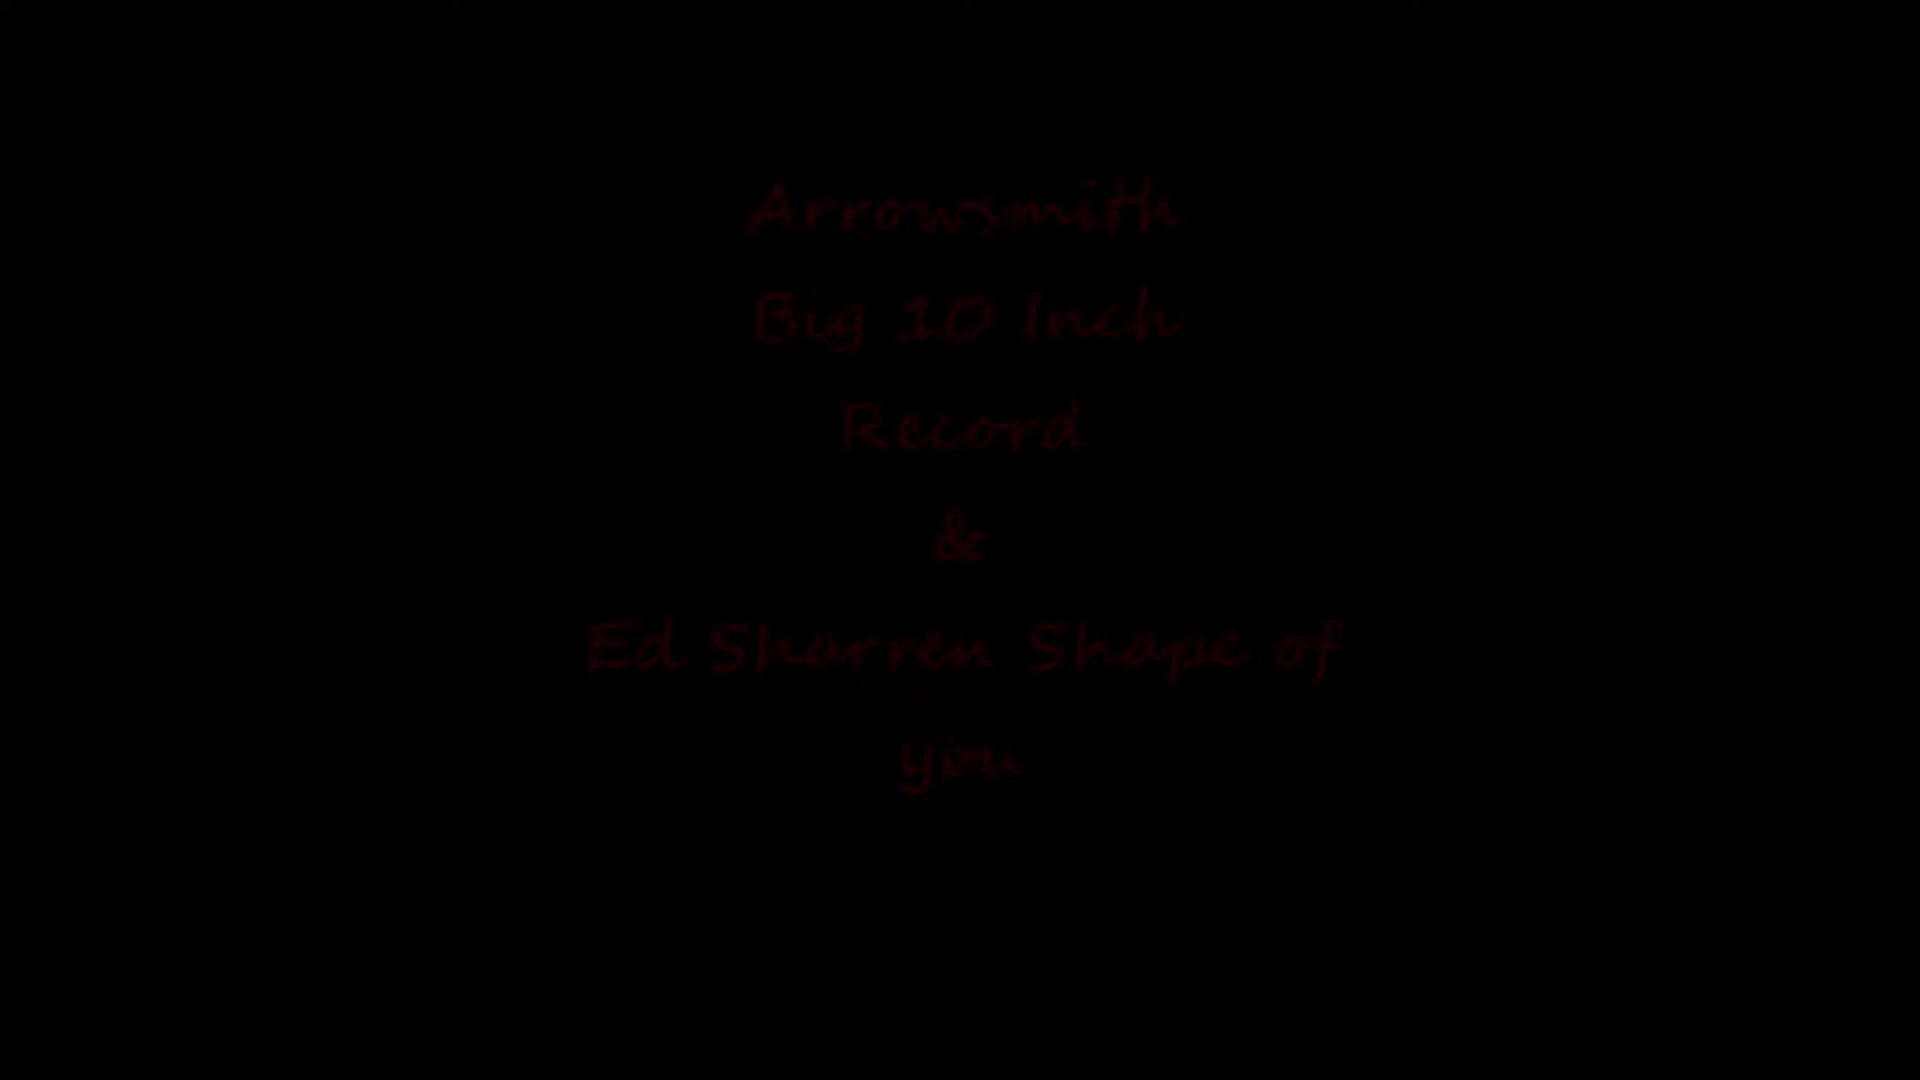 Arrowsmith
Big 10 Inch
Record
&
Ed Sharren Shape of
you